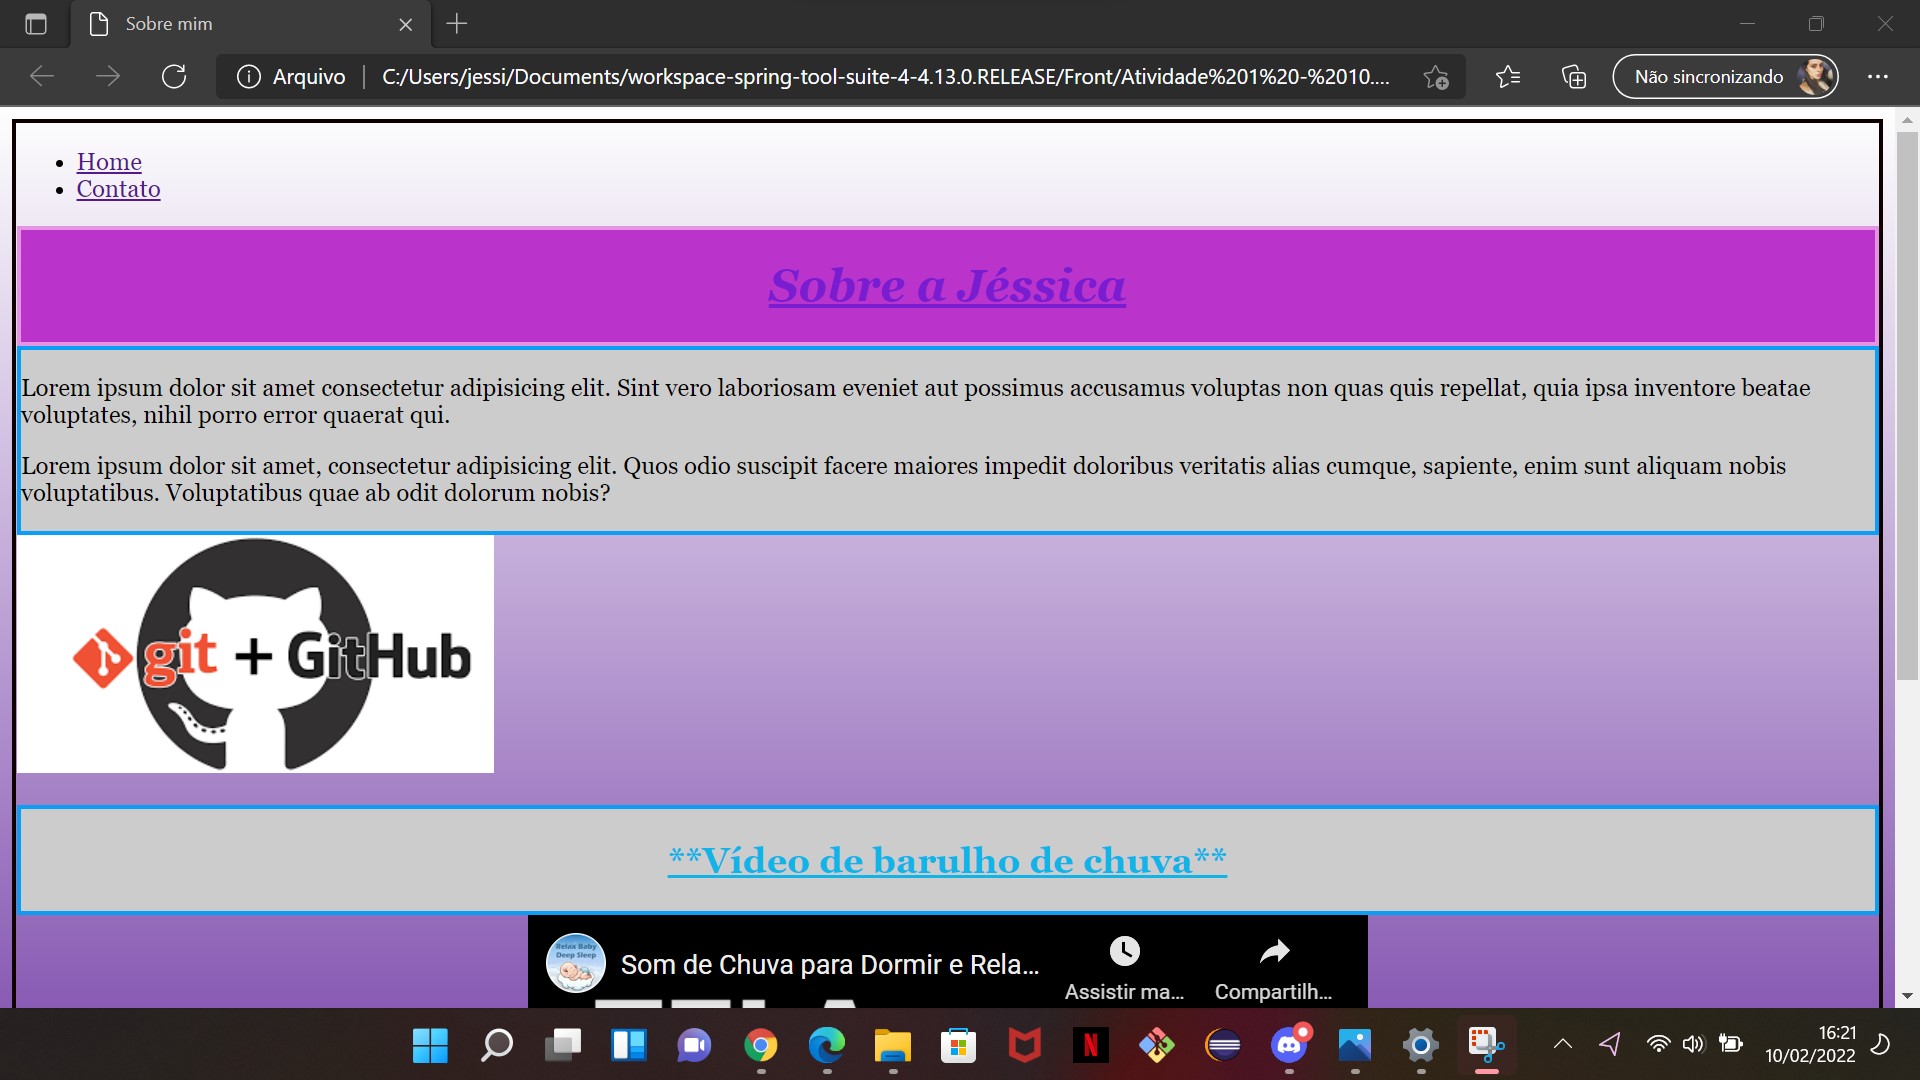 Sobre mim
Arquivo
C:/Users/jessi/Documents/workspace-spring-tool-suite-4-4.13.0.RELEASE/Front/Atividade%201%20-%2010....
Não sincronizando
Home
Contato
Sobre a Jéssica
Lorem ipsum dolor sit amet consectetur adipisicing elit. Sint vero laboriosam eveniet aut possimus accusamus voluptas non quas quis repellat, quia ipsa inventore beatae
voluptates, nihil porro error quaerat qui.
Lorem ipsum dolor sit amet, consectetur adipisicing elit. Quos odio suscipit facere maiores impedit doloribus veritatis alias cumque, sapiente, enim sunt aliquam nobis
voluptatibus. Voluptatibus quae ab odit dolorum nobis?
git + GitHub
**Vídeo de barulho de chuva**
Relax Baby
Deep Sleep
Som de Chuva para Dormir e Rela...
Assistir ma...
Compartilh...
N
16:21
10/02/2022